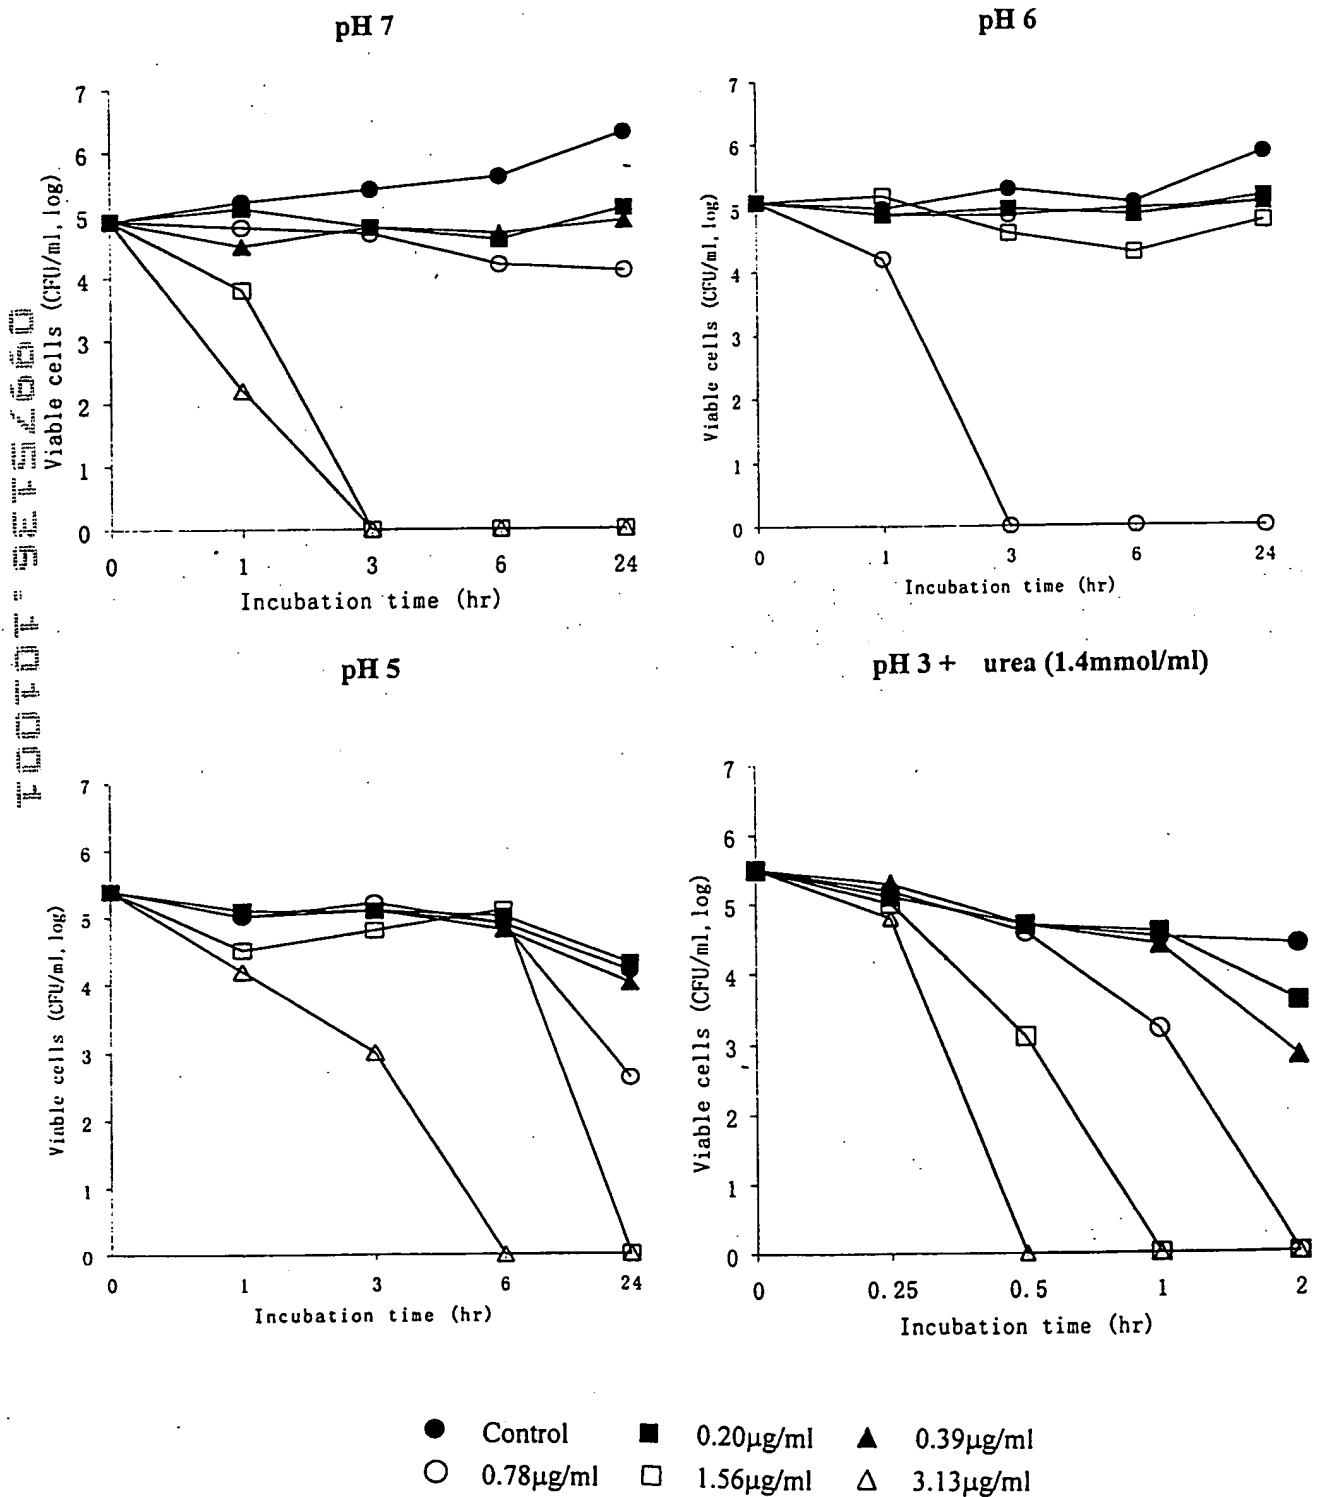 pH 7
7
6
5
4
3
2
1
0
Viable cells (CFU/ml, log)
0 1 3 6 24
Incubation time (hr)
pH 6
7
6
5
4
3
2
1
0
Viable cells (CFU/ml, log)
0 1 3 6 24
Incubation time (hr)
pH 5
7
6
5
4
3
2
1
0
Viable cells (CFU/ml, log)
0 1 3 6 24
Incubation time (hr)
pH 3 + urea (1.4mmol/ml)
7
6
5
4
3
2
1
0
Viable cells (CFU/ml, log)
0 0.25 0.5 1 2
Incubation time (hr)
Control 0.20µg/ml 0.39µg/ml
0.78µg/ml 1.56µg/ml 3.13µg/ml